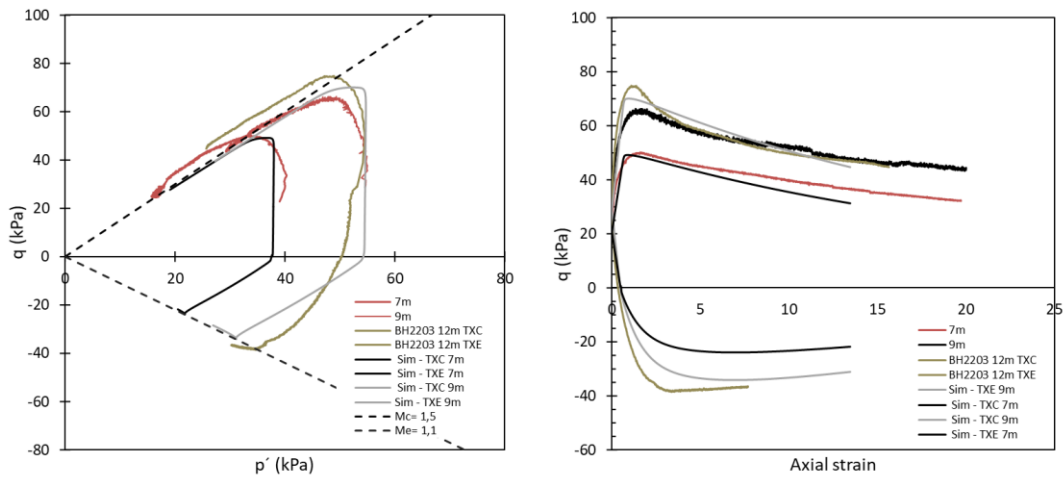 100
80
60
40
20
0
-20
-40
-60
-80
0
20
40
60
80
q (kPa)
p´ (kPa)
7m
9m
BH2203 12m TXC
BH2203 12m TXE
Sim - TXC 7m
Sim - TXE 7m
Sim - TXC 9m
Sim - TXE 9m
Mc= 1,5
Me= 1,1
100
80
60
40
20
0
-20
-40
-60
0
5
10
15
20
25
q (kPa)
Axial strain
7m
9m
BH2203 12m TXC
BH2203 12m TXE
Sim - TXE 9m
Sim - TXC 7m
Sim - TXC 9m
Sim - TXE 7m